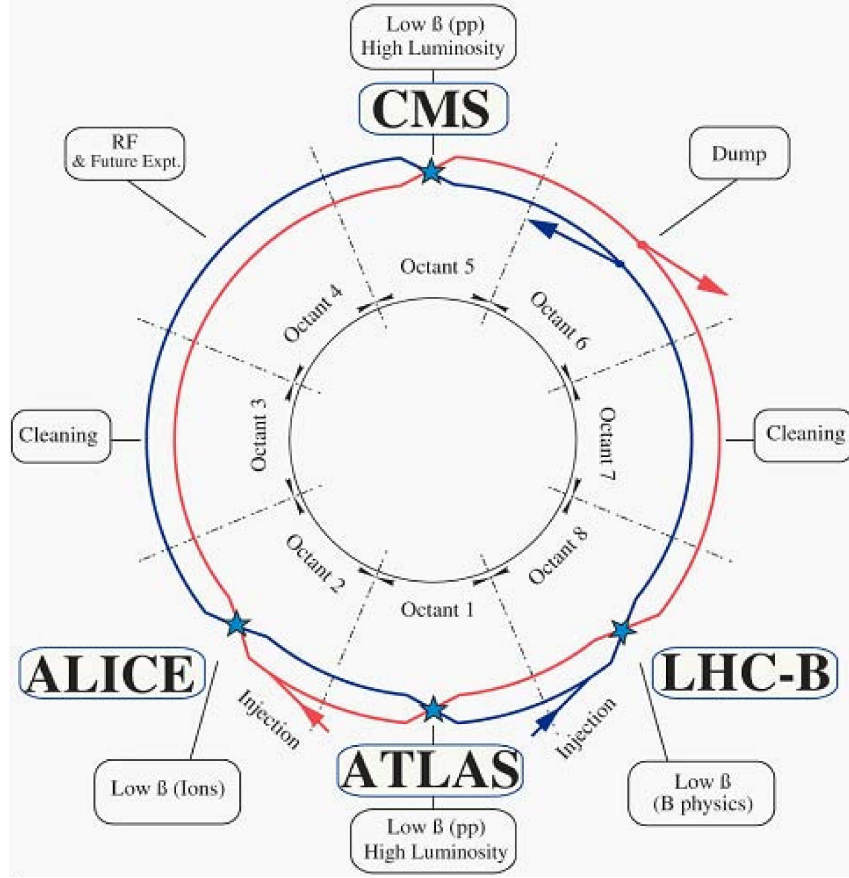 Low ß (pp)
High Luminosity
CMS
RF
& Future Expt.
Dump
Octant 5
Octant 4
Octant 6
Cleaning
Octant 3
Octant 7
Cleaning
Octant 2
Octant 8
Octant 1
ALICE
LHC-B
Injection
Injection
ATLAS
Low ß (Ions)
Low ß
(B physics)
Low ß (pp)
High Luminosity